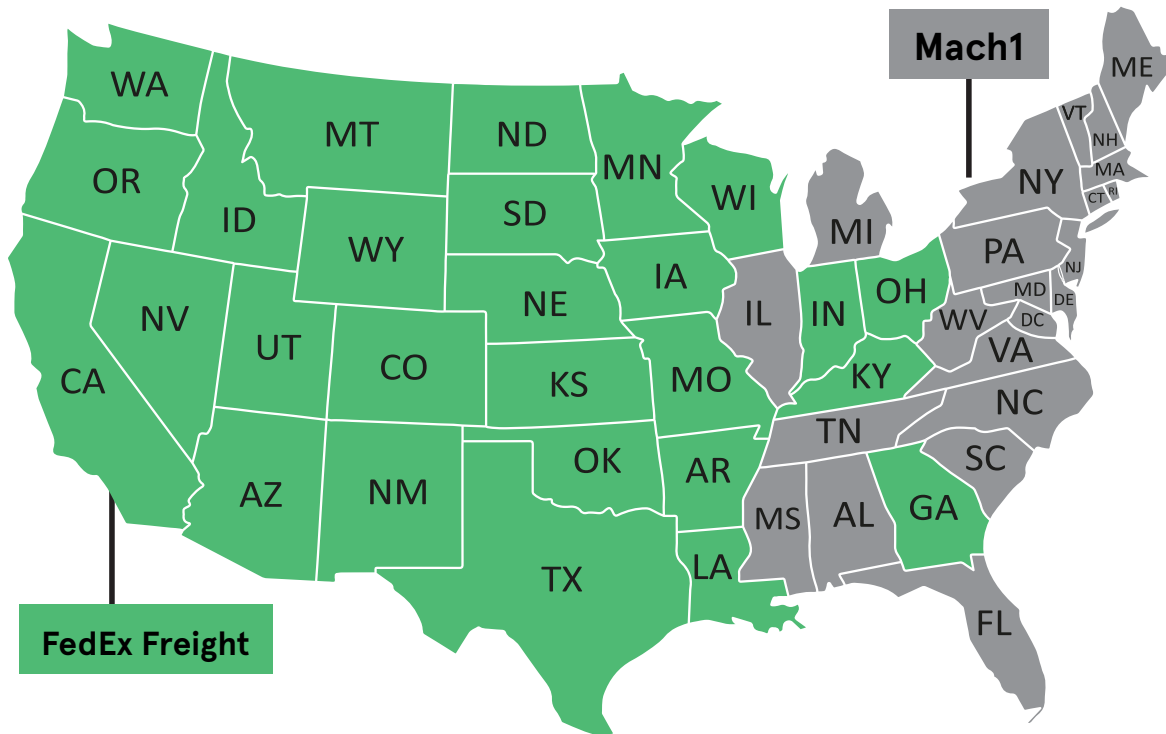 Mach1
ME
WA
VT
MT
ND
NH
MN
MA
OR
NY
WI
RI
CT
SD
ID
MI
WY
PA
IA
NJ
OH
MD
NE
DE
IL
IN
NV
WV
DC
UT
VA
CO
KY
CA
KS
MO
NC
TN
SC
OK
AR
AZ
NM
GA
MS
AL
LA
TX
FL
FedEx Freight